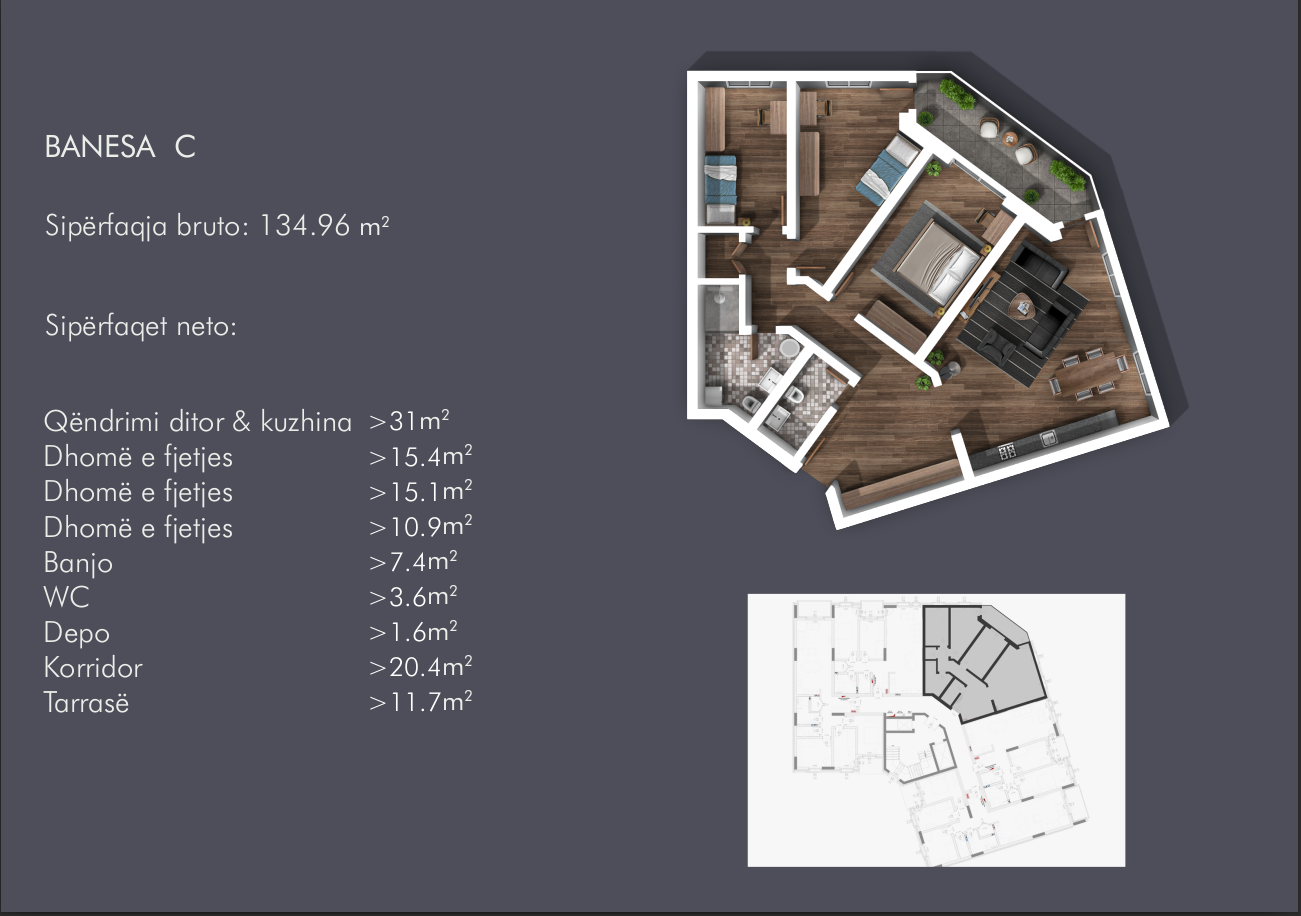 BANESA C
Sipërfaqja bruto: 134.96 m²
Sipërfaqet neto:
Qëndrimi ditor & kuzhina >31m²
Dhomë e fjetjes >15.4m²
Dhomë e fjetjes >15.1m²
Dhomë e fjetjes >10.9m²
Banjo >7.4m²
WC >3.6m²
Depo >1.6m²
Korridor >20.4m²
Tarrasë >11.7m²